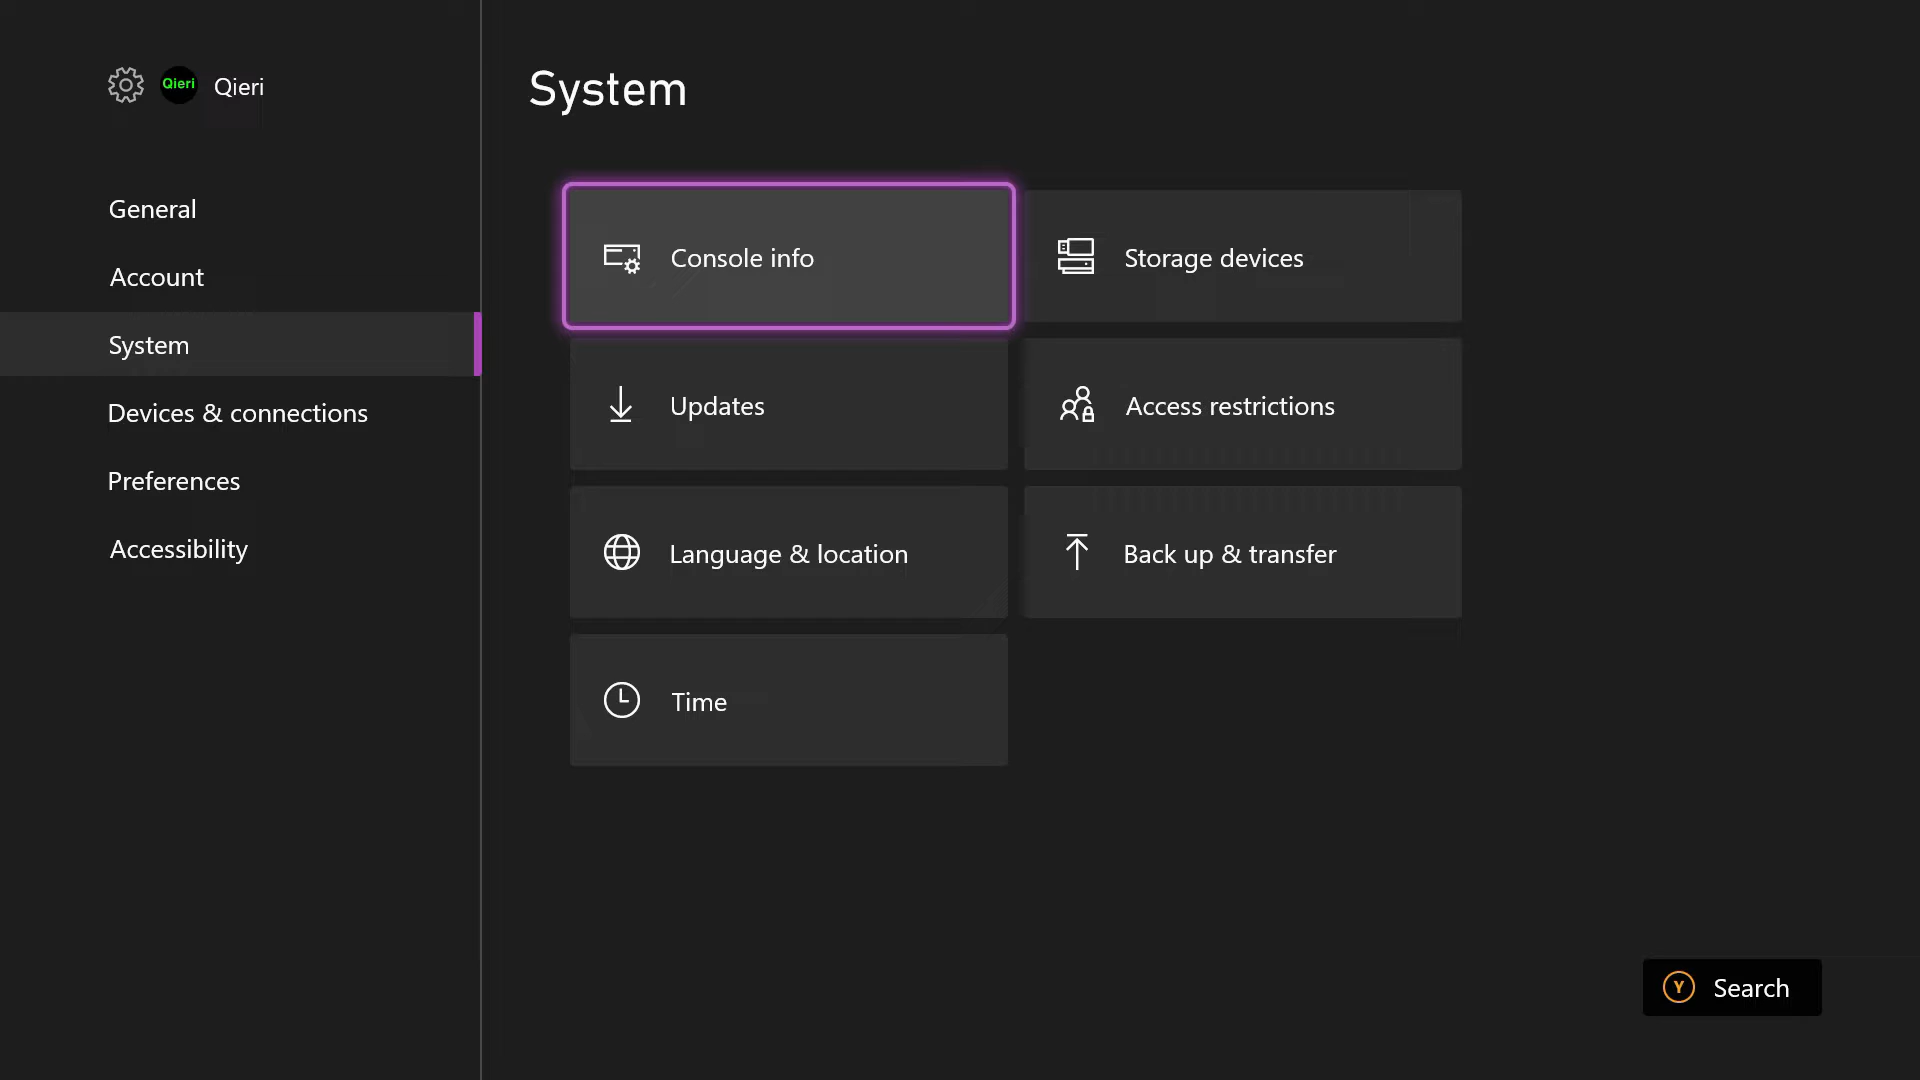 Qieri Qieri
General
Account
System
Devices & connections
Preferences
Accessibility
System
Console info
Storage devices
Updates
Access restrictions
Language & location
Back up & transfer
Time
Y Search